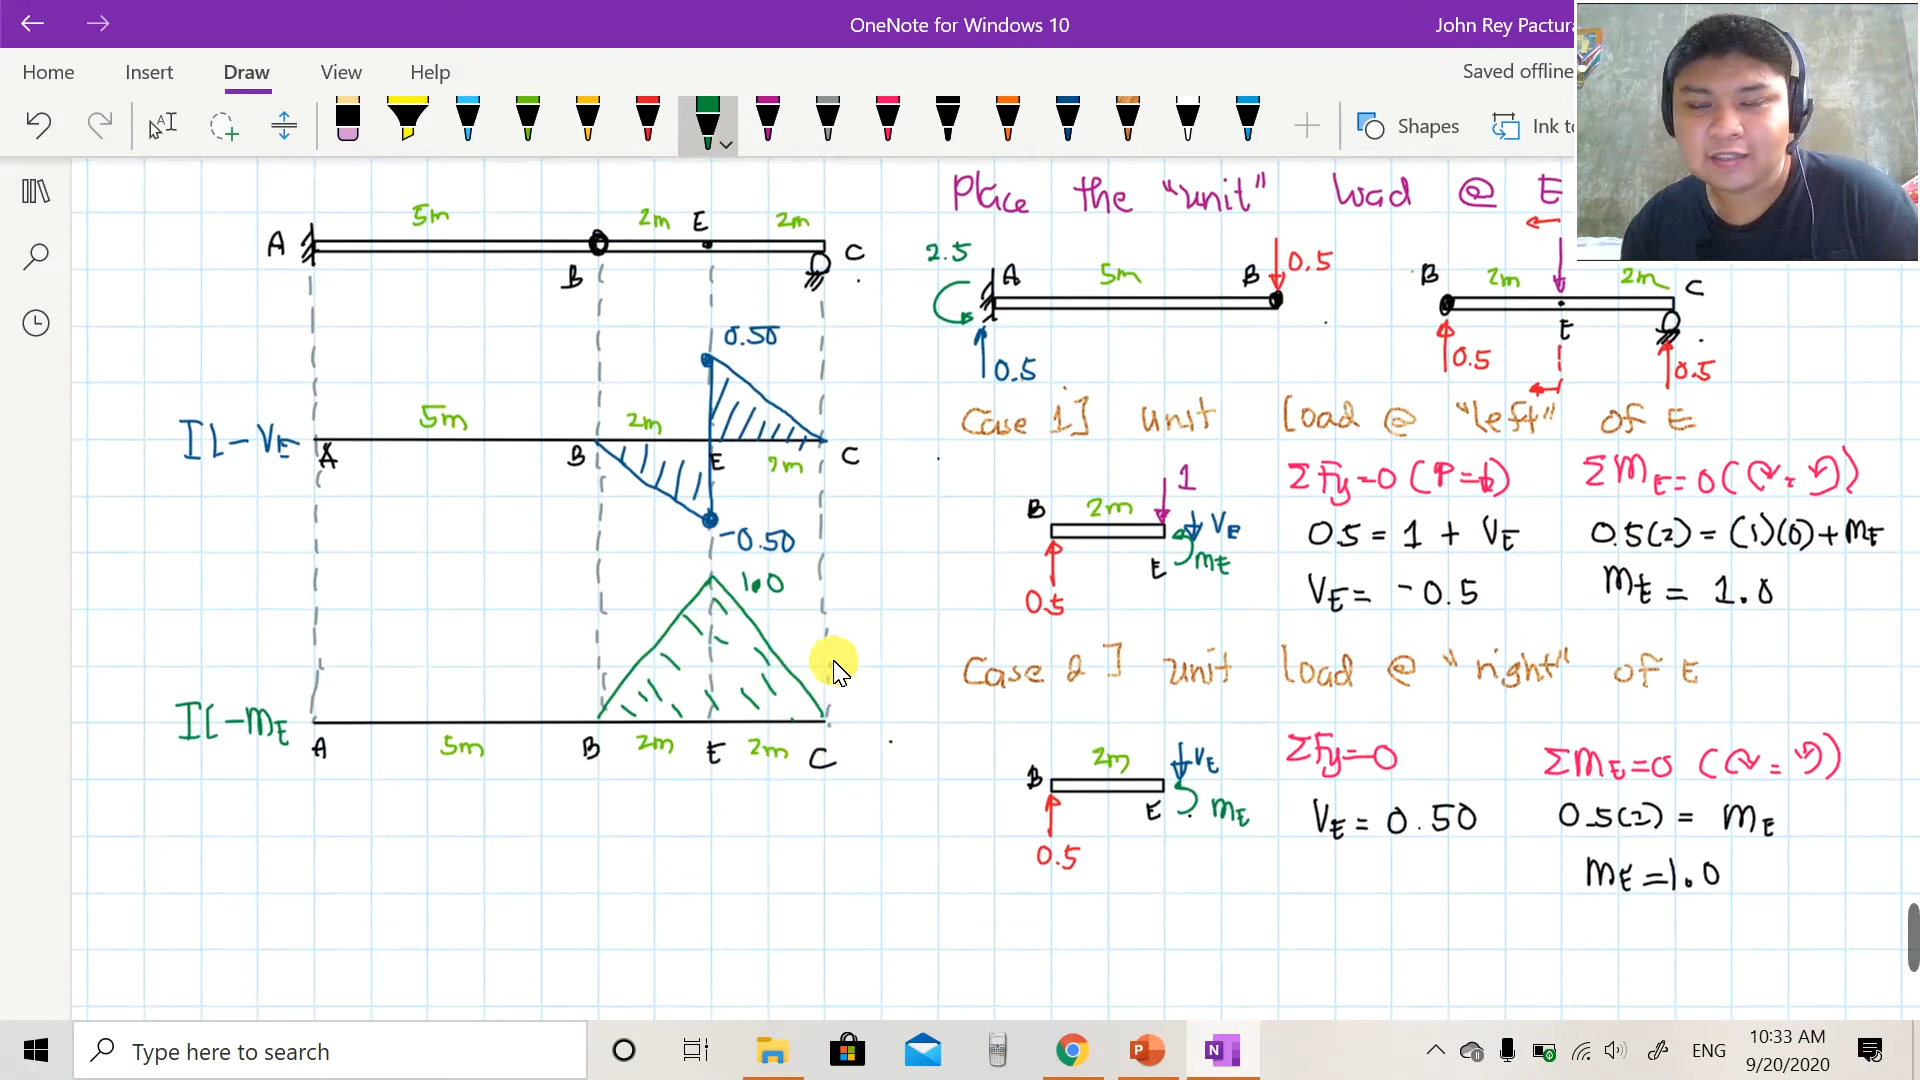 OneNote for Windows 10
John Rey Pactura
Home Insert Draw View Help
Saved offline
Shapes
Ink to
Place the "unit" load @ E
A 5m 2m E 2m C
B
2.5 A 5m B 0.5
0.5
B 2m 2m C
E
0.5 0.5
0.50
IL - VE A 5m B 2m E 2m C
-0.50
Case 1] unit load @ "left" of E
B 2m 1 VE
E ME
0.5
ΣFy=0 (↑=↓)
0.5 = 1 + VE
VE = -0.5
ΣME=0 (↷=↶)
0.5(2) = (1)(0)+ME
ME = 1.0
1.0
IL - ME
A 5m B 2m E 2m C
Case 2] unit load @ "right" of E
B 2m VE
E ME
0.5
ΣFy=0
VE = 0.50
ΣME=0 (↷=↶)
0.5(2) = ME
ME = 1.0
Type here to search
ENG
10:33 AM
9/20/2020